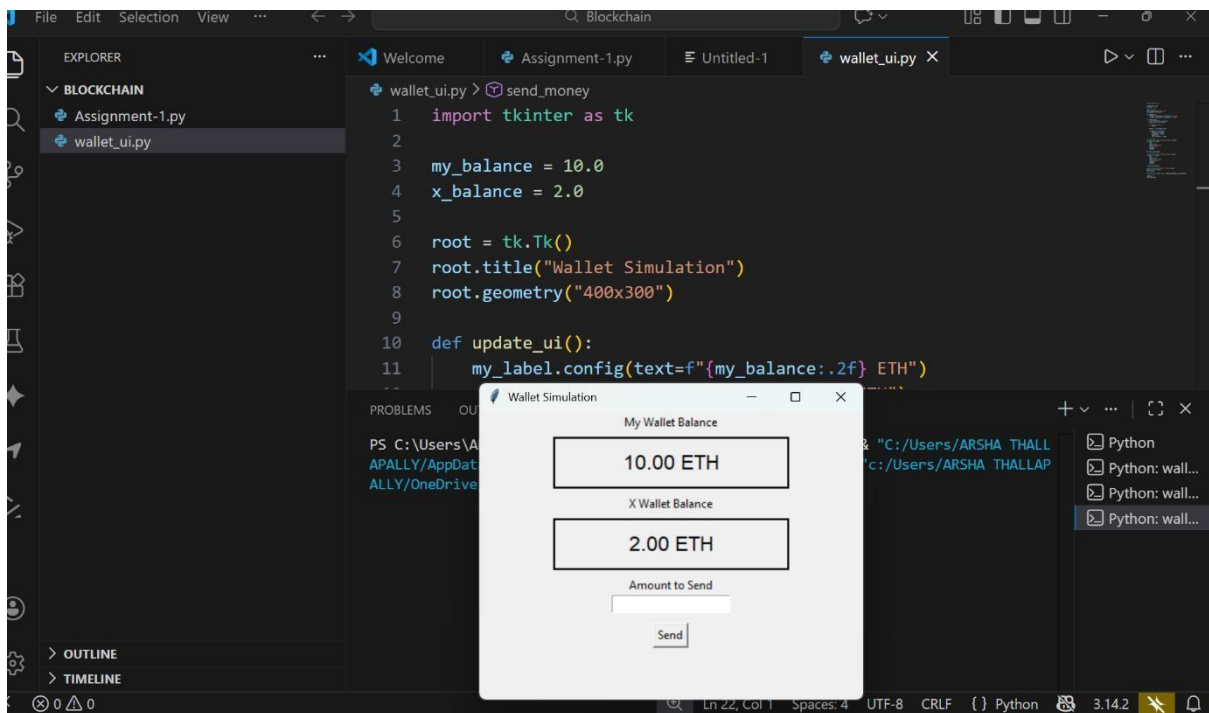 File Edit Selection View ··· Blockchain
EXPLORER ···
Welcome Assignment-1.py Untitled-1 wallet_ui.py
BLOCKCHAIN
Assignment-1.py
wallet_ui.py
wallet_ui.py > send_money
1 import tkinter as tk
2
3 my_balance = 10.0
4 x_balance = 2.0
5
6 root = tk.Tk()
7 root.title("Wallet Simulation")
8 root.geometry("400x300")
9
10 def update_ui():
11 my_label.config(text=f"{my_balance:.2f} ETH")
PROBLEMS OU
PS C:\Users\A & "C:/Users/ARSHA THALL
APALLY/AppDat "c:/Users/ARSHA THALLAP
ALLY/OneDrive
Python
Python: wall...
Python: wall...
Python: wall...
Wallet Simulation
My Wallet Balance
10.00 ETH
X Wallet Balance
2.00 ETH
Amount to Send
Send
OUTLINE
TIMELINE
0 0 Ln 22, Col 1 Spaces: 4 UTF-8 CRLF { } Python 3.14.2